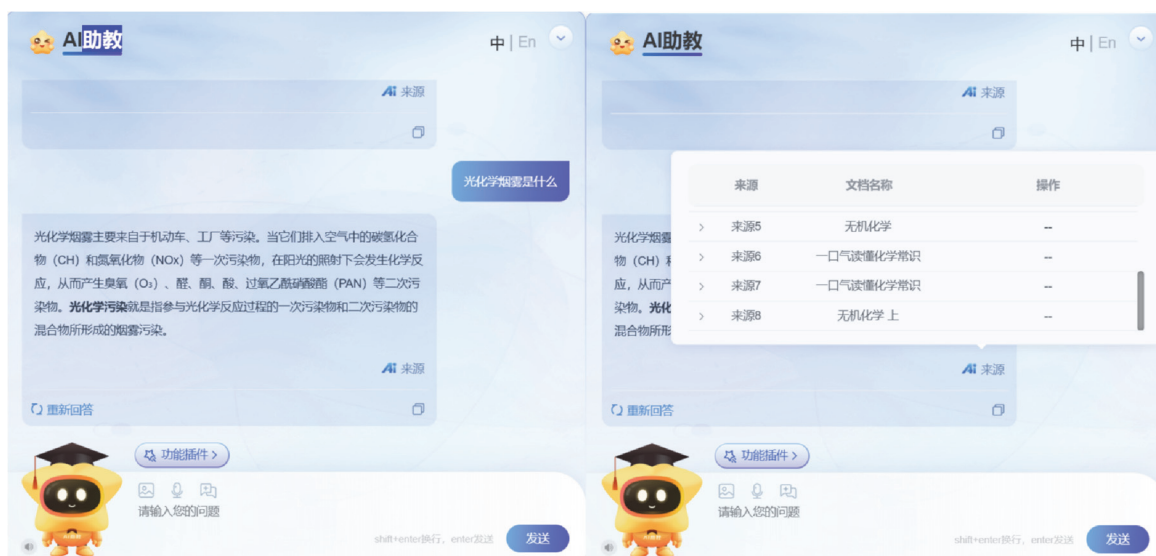 AI助教
中 | En
Ai 来源
光化学烟雾是什么
光化学烟雾主要来自于机动车、工厂等污染。当它们排入空气中的碳氢化合
物（CH）和氮氧化物（NOx）等一次污染物，在阳光的照射下会发生化学反
应，从而产生臭氧（O₃）、醛、酮、酸、过氧乙酰硝酸酯（PAN）等二次污
染物。光化学污染就是指参与光化学反应过程的一次污染物和二次污染物的
混合物所形成的烟雾污染。
Ai 来源
重新回答
功能插件 >
请输入您的问题
shift+enter换行，enter发送
发送
AI助教
中 | En
Ai 来源
来源 文档名称 操作
> 来源5 无机化学 --
> 来源6 一口气读懂化学常识 --
> 来源7 一口气读懂化学常识 --
> 来源8 无机化学 上 --
光化学烟雾
物（CH）
应，从而产
染物。光化
混合物所形
Ai 来源
重新回答
功能插件 >
请输入您的问题
shift+enter换行，enter发送
发送